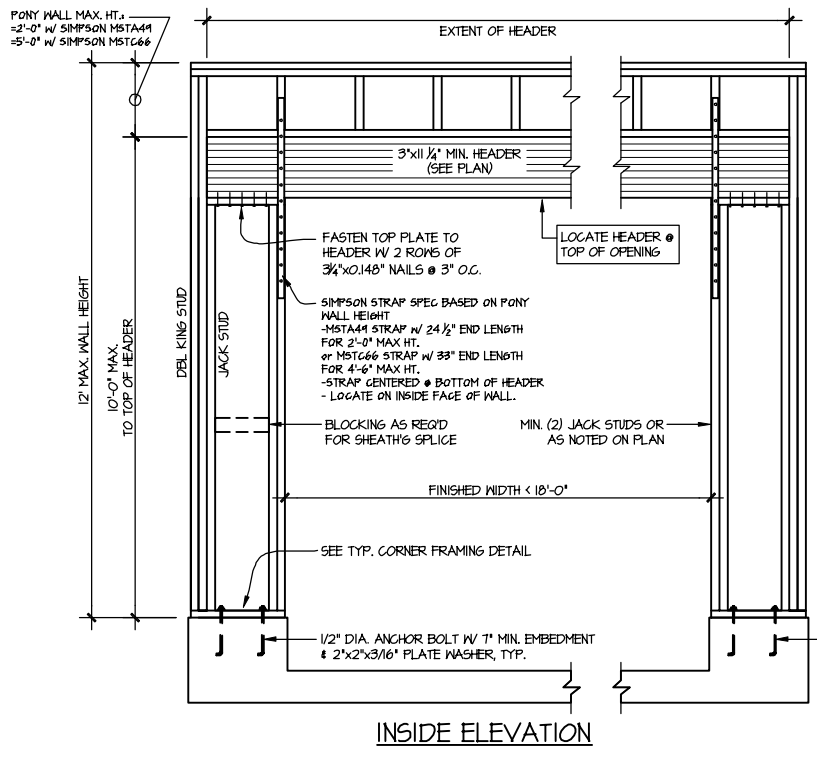 PONY WALL MAX. HT.:
=2'-0" W/ SIMPSON MSTA49
=5'-0" W/ SIMPSON MSTC66
EXTENT OF HEADER
3"x11 1/4" MIN. HEADER
(SEE PLAN)
FASTEN TOP PLATE TO
HEADER W/ 2 ROWS OF
3 1/4"x0.148" NAILS @ 3" O.C.
LOCATE HEADER @
TOP OF OPENING
12' MAX. WALL HEIGHT
10'-0" MAX.
TO TOP OF HEADER
DBL KING STUD
JACK STUD
SIMPSON STRAP SPEC BASED ON PONY
WALL HEIGHT
-MSTA49 STRAP W/ 24 1/2" END LENGTH
FOR 2'-0" MAX HT.
or MSTC66 STRAP W/ 33" END LENGTH
FOR 4'-6" MAX HT.
-STRAP CENTERED @ BOTTOM OF HEADER
- LOCATE ON INSIDE FACE OF WALL.
BLOCKING AS REQ'D
FOR SHEATH'G SPLICE
MIN. (2) JACK STUDS OR
AS NOTED ON PLAN
FINISHED WIDTH < 18'-0"
SEE TYP. CORNER FRAMING DETAIL
1/2" DIA. ANCHOR BOLT W/ 7" MIN. EMBEDMENT
& 2"x2"x3/16" PLATE WASHER, TYP.
INSIDE ELEVATION